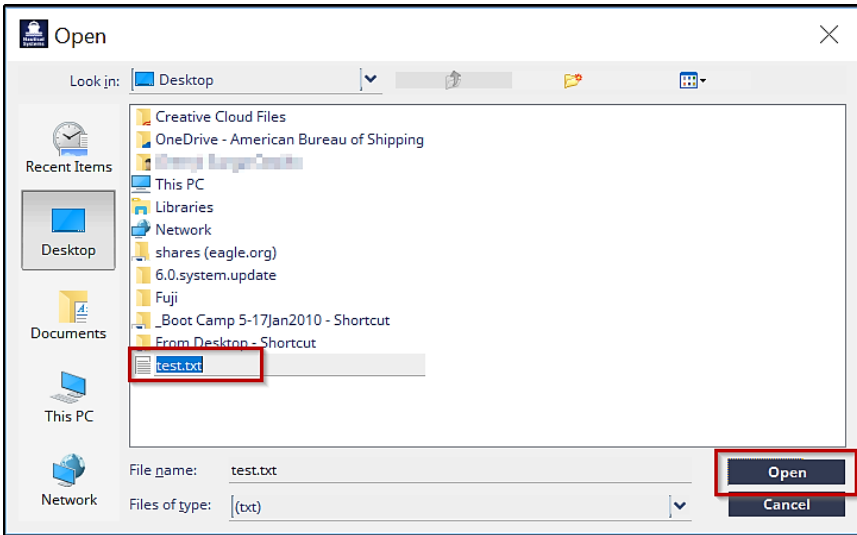 Nautical
Systems
Open
Look in:
Desktop
Recent Items
Desktop
Documents
This PC
Network
Creative Cloud Files
OneDrive - American Bureau of Shipping
This PC
Libraries
Network
shares (eagle.org)
6.0.system.update
Fuji
_Boot Camp 5-17Jan2010 - Shortcut
From Desktop - Shortcut
test.txt
File name: test.txt
Open
Files of type: (txt)
Cancel